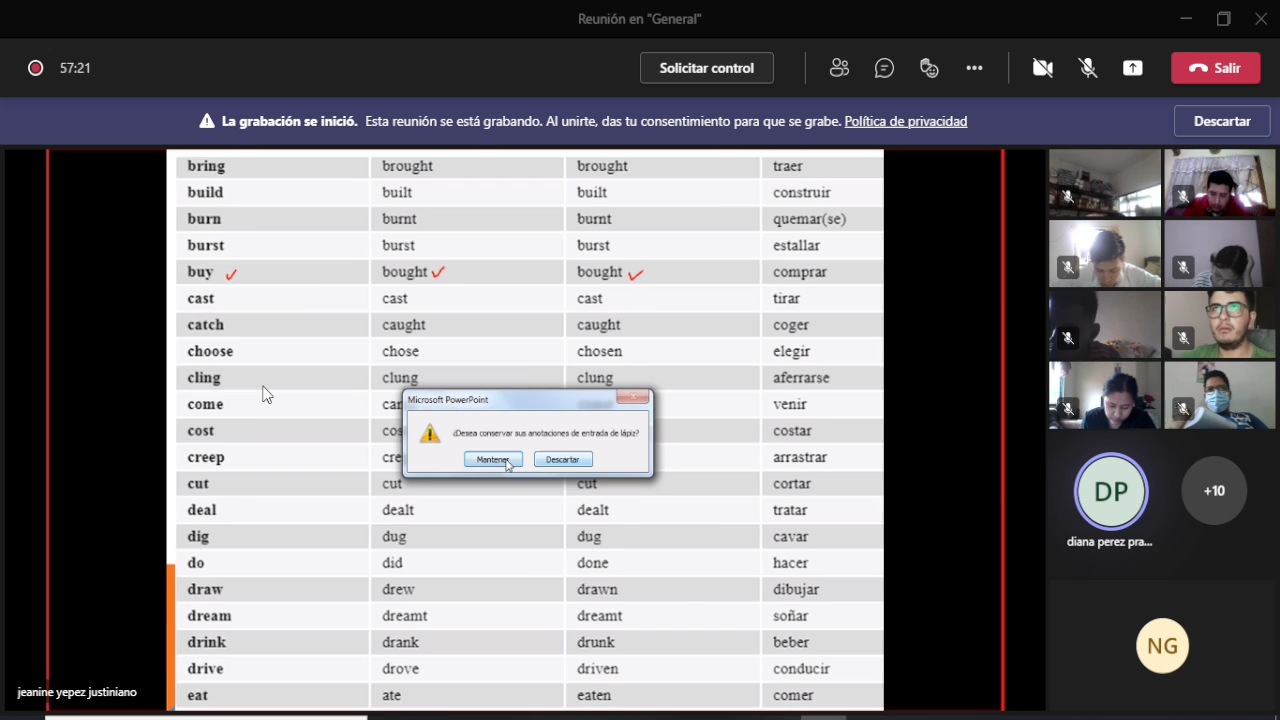 Reunión en "General"
57:21
Solicitar control
Salir
La grabación se inició. Esta reunión se está grabando. Al unirte, das tu consentimiento para que se grabe. Política de privacidad
Descartar
bring brought brought traer
build built built construir
burn burnt burnt quemar(se)
burst burst burst estallar
buy bought bought comprar
cast cast cast tirar
catch caught caught coger
choose chose chosen elegir
cling clung clung aferrarse
come venir
cost costar
creep arrastrar
cut cut cut cortar
deal dealt dealt tratar
dig dug dug cavar
do did done hacer
draw drew drawn dibujar
dream dreamt dreamt soñar
drink drank drunk beber
drive drove driven conducir
eat ate eaten comer
Microsoft PowerPoint
¿Desea conservar sus anotaciones de entrada de lápiz?
Mantener Descartar
jeanine yepez justiniano
DP
+10
diana perez pra...
NG